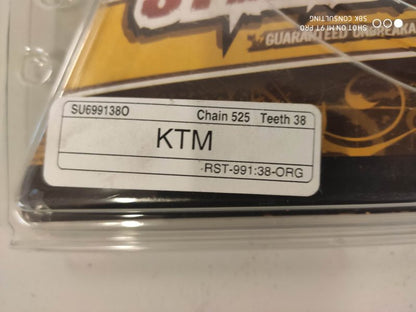 SHOT ON MI 9T PRO
SBK CONSULTING
GUARANTEED
SU699138O Chain 525 Teeth 38
KTM
RST-991:38-ORG